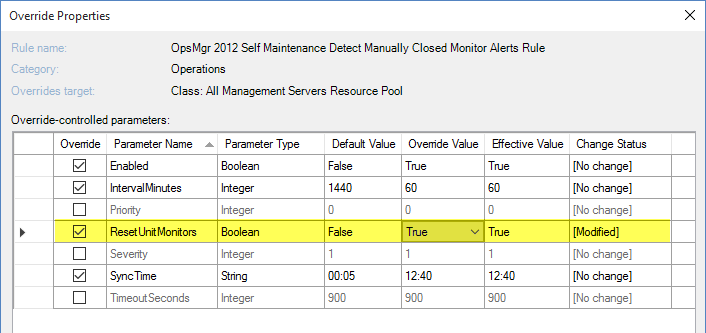 Override Properties
Rule name: OpsMgr 2012 Self Maintenance Detect Manually Closed Monitor Alerts Rule
Category: Operations
Overrides target: Class: All Management Servers Resource Pool
Override-controlled parameters:
Override Parameter Name Parameter Type Default Value Override Value Effective Value Change Status
Enabled Boolean False True True [No change]
IntervalMinutes Integer 1440 60 60 [No change]
Priority Integer 0 0 0 [No change]
ResetUnitMonitors Boolean False True True [Modified]
Severity Integer 1 1 1 [No change]
SyncTime String 00:05 12:40 12:40 [No change]
TimeoutSeconds Integer 900 900 900 [No change]